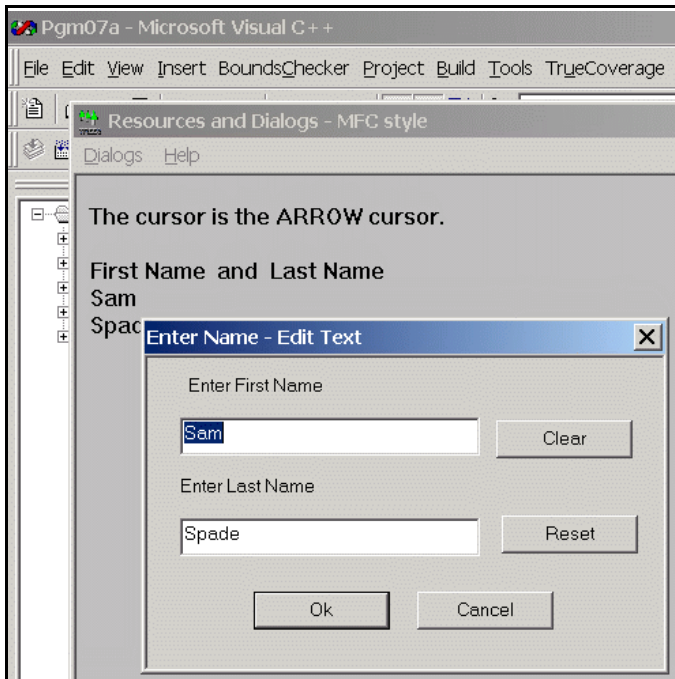 Pgm07a - Microsoft Visual C++
File Edit View Insert BoundsChecker Project Build Tools TrueCoverage
Resources and Dialogs - MFC style
Dialogs Help
The cursor is the ARROW cursor.
First Name and Last Name
Sam
Spad
Enter Name - Edit Text
Enter First Name
Sam
Clear
Enter Last Name
Spade
Reset
Ok Cancel